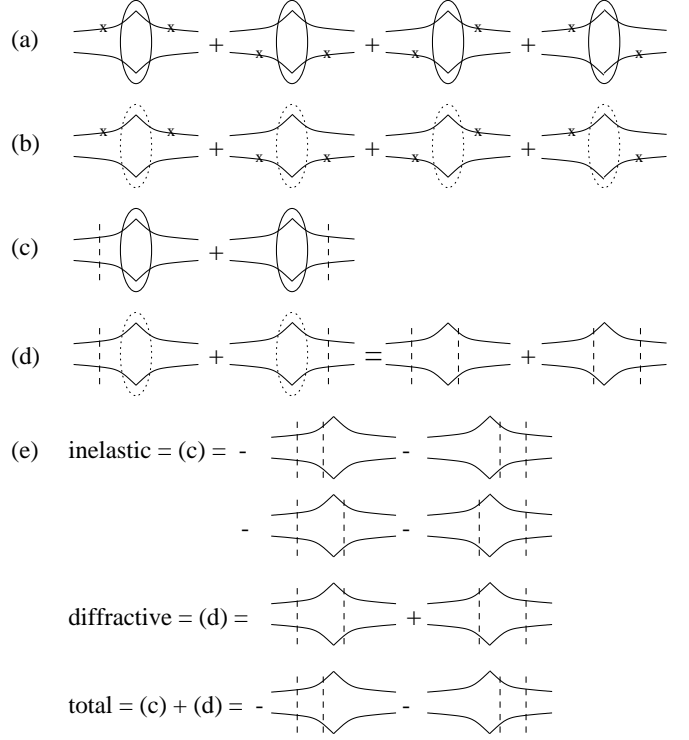 (a) x x + x x + x x + x x
(b) x x + x x + x x + x x
(c) +
(d) + = +
(e) inelastic = (c) = - -
- -
diffractive = (d) = +
total = (c) + (d) = - -